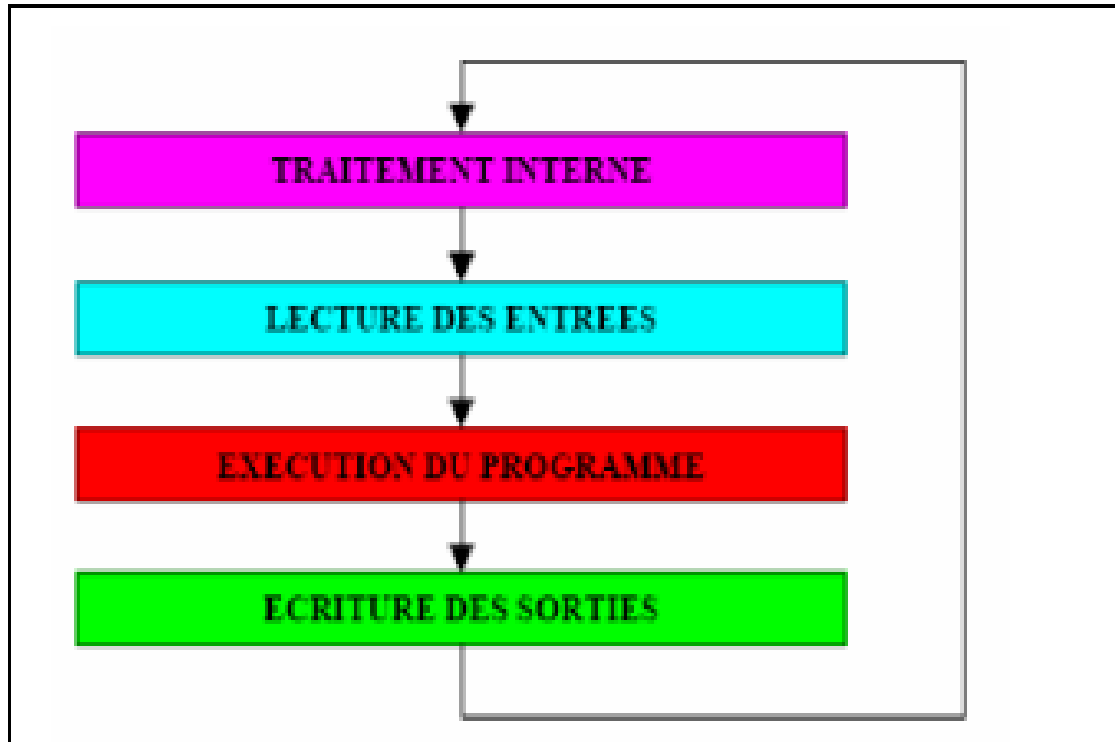 TRAITEMENT INTERNE
LECTURE DES ENTREES
EXECUTION DU PROGRAMME
ECRITURE DES SORTIES